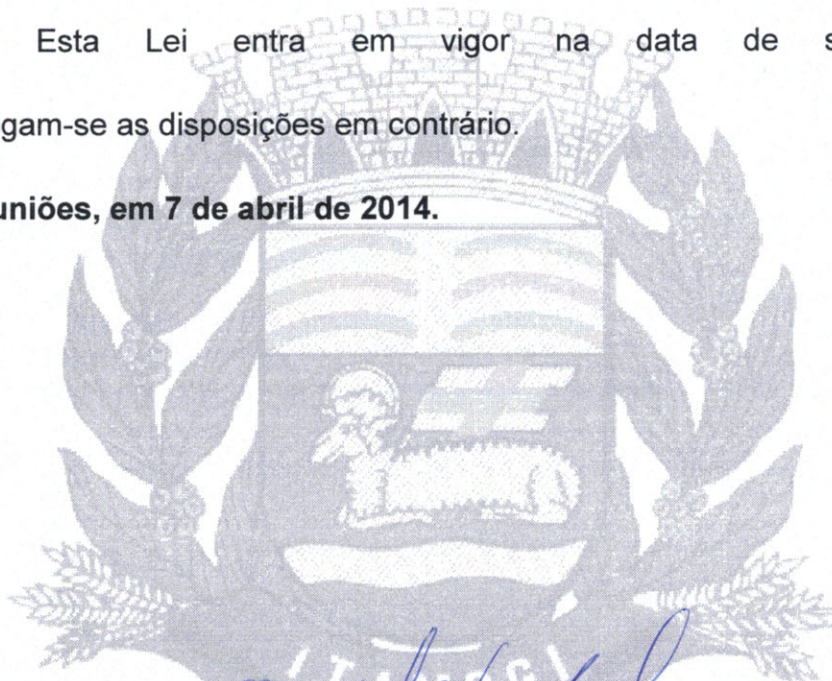 Esta Lei entra em vigor na data de s
gam-se as disposições em contrário.
uniões, em 7 de abril de 2014.